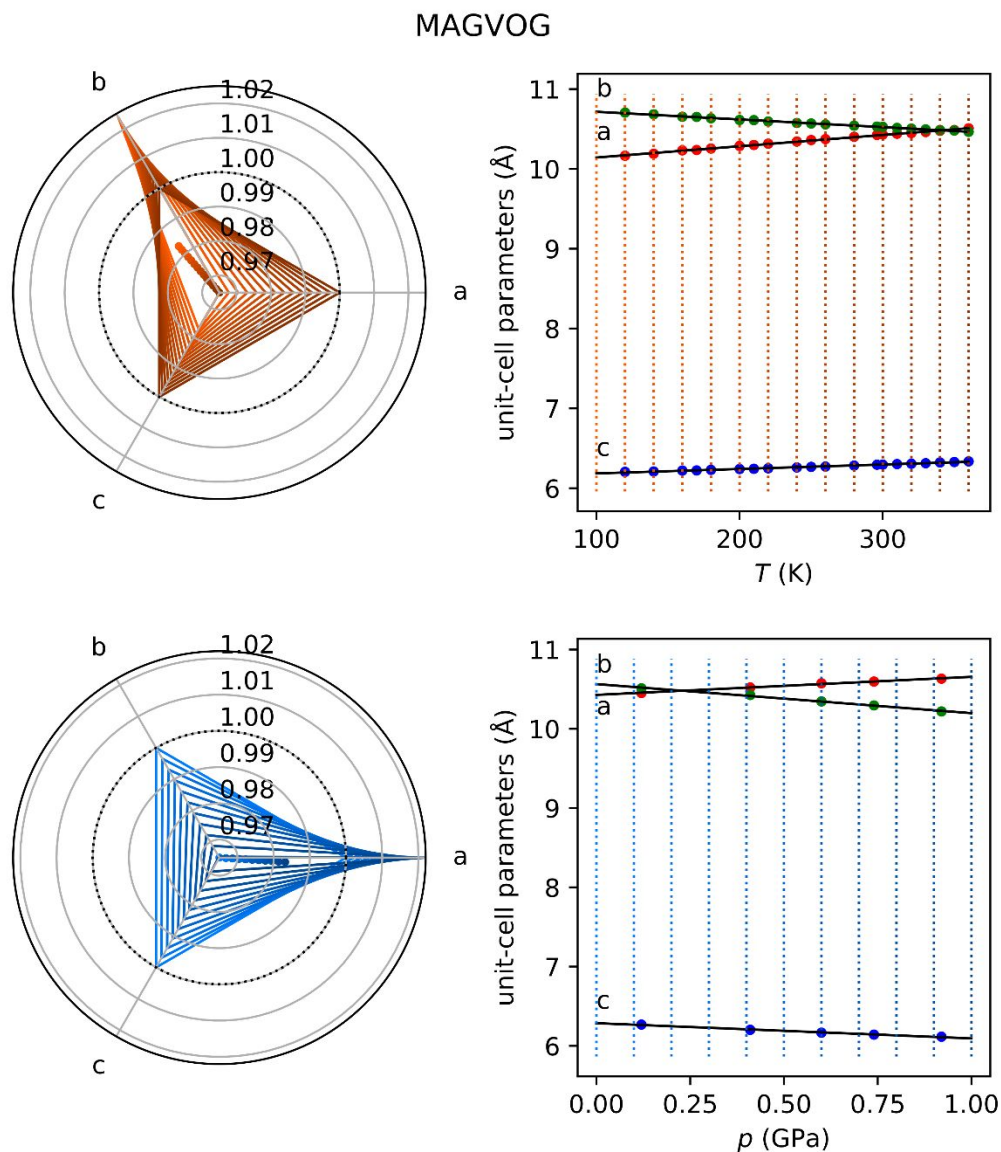 MAGVOG
b
1.02
1.01
1.00
0.99
0.98
0.97
a
c
unit-cell parameters (Å)
11
10
9
8
7
6
b
a
c
100
200
300
T (K)
b
1.02
1.01
1.00
0.99
0.98
0.97
a
c
unit-cell parameters (Å)
11
10
9
8
7
6
b
a
c
0.00
0.25
0.50
0.75
1.00
p (GPa)